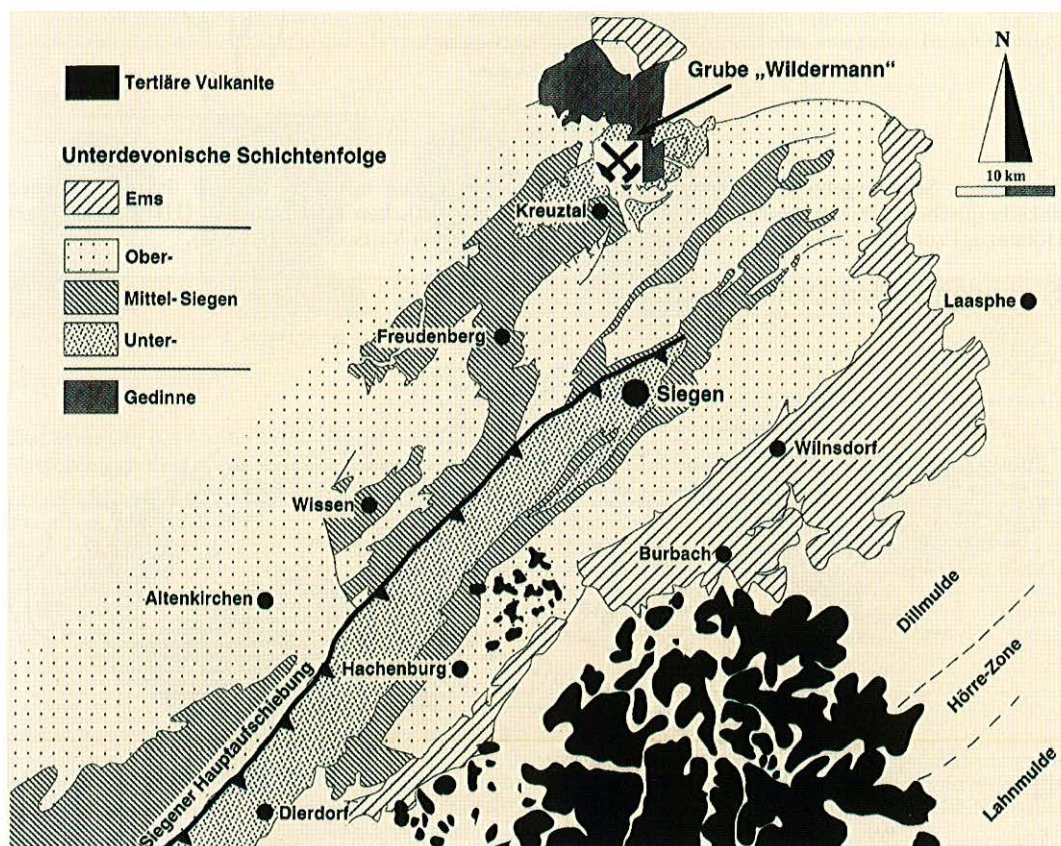 Tertiäre Vulkanite
Unterdevonische Schichtenfolge
Ems
Ober-
Mittel-Siegen
Unter-
Gedinne
Grube „Wildermann“
N
10 km
Kreuztal
Laasphe
Freudenberg
Siegen
Wilnsdorf
Wissen
Burbach
Altenkirchen
Hachenburg
Dillmulde
Hörre-Zone
Lahnmulde
Siegener Hauptaufschiebung
Dierdorf